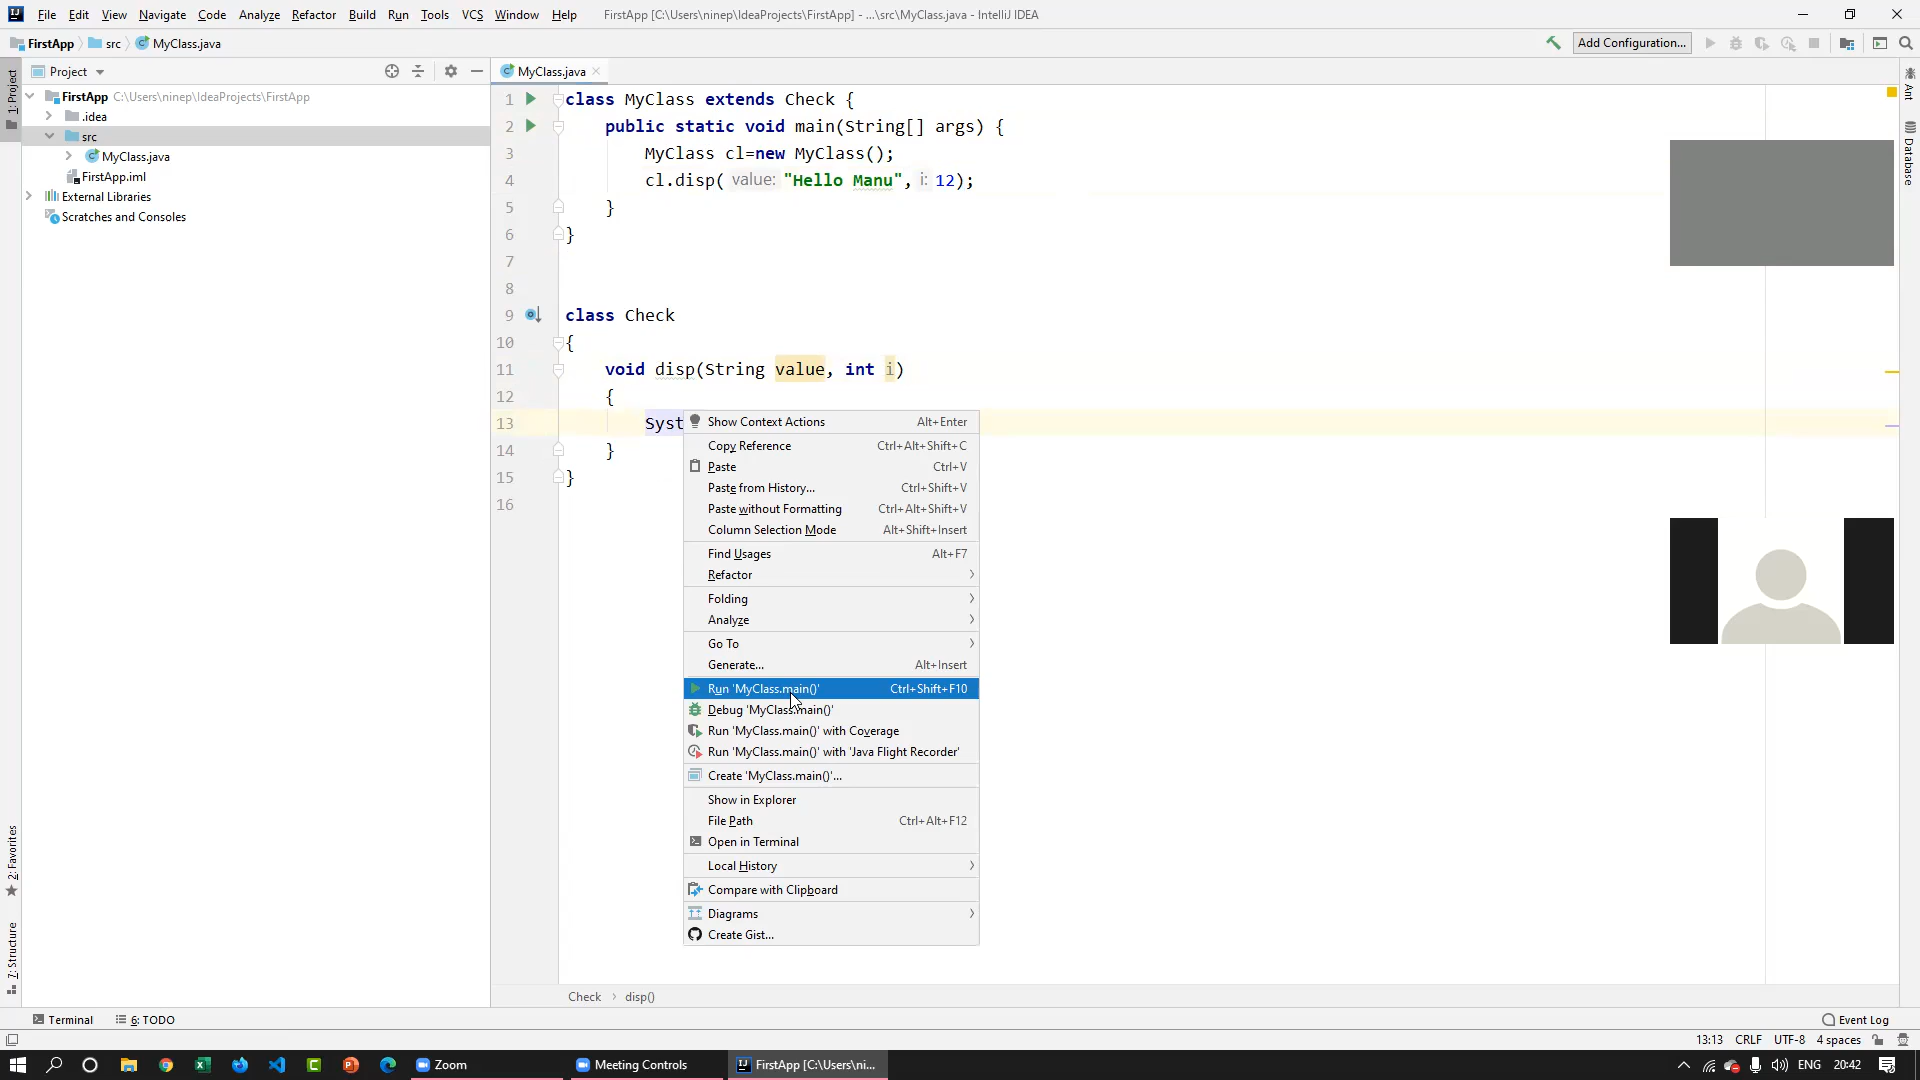 File Edit View Navigate Code Analyze Refactor Build Run Tools VCS Window Help FirstApp [C:\Users\ninep\IdeaProjects\FirstApp] - ...\src\MyClass.java - IntelliJ IDEA
FirstApp src MyClass.java Add Configuration...
1: Project
Project
MyClass.java
FirstApp C:\Users\ninep\IdeaProjects\FirstApp
.idea
src
MyClass.java
FirstApp.iml
External Libraries
Scratches and Consoles
1 class MyClass extends Check {
2 public static void main(String[] args) {
3 MyClass cl=new MyClass();
4 cl.disp( value: "Hello Manu", i: 12);
5 }
6 }
7
8
9 class Check
10 {
11 void disp(String value, int i)
12 {
13 Syst
14 }
15 }
16
Show Context Actions Alt+Enter
Copy Reference Ctrl+Alt+Shift+C
Paste Ctrl+V
Paste from History... Ctrl+Shift+V
Paste without Formatting Ctrl+Alt+Shift+V
Column Selection Mode Alt+Shift+Insert
Find Usages Alt+F7
Refactor
Folding
Analyze
Go To
Generate... Alt+Insert
Run 'MyClass.main()' Ctrl+Shift+F10
Debug 'MyClass.main()'
Run 'MyClass.main()' with Coverage
Run 'MyClass.main()' with 'Java Flight Recorder'
Create 'MyClass.main()'...
Show in Explorer
File Path Ctrl+Alt+F12
Open in Terminal
Local History
Compare with Clipboard
Diagrams
Create Gist...
Ant
Database
2: Favorites
7: Structure
Check disp()
Terminal 6: TODO Event Log
13:13 CRLF UTF-8 4 spaces
Zoom Meeting Controls FirstApp [C:\Users\ni... ENG 20:42